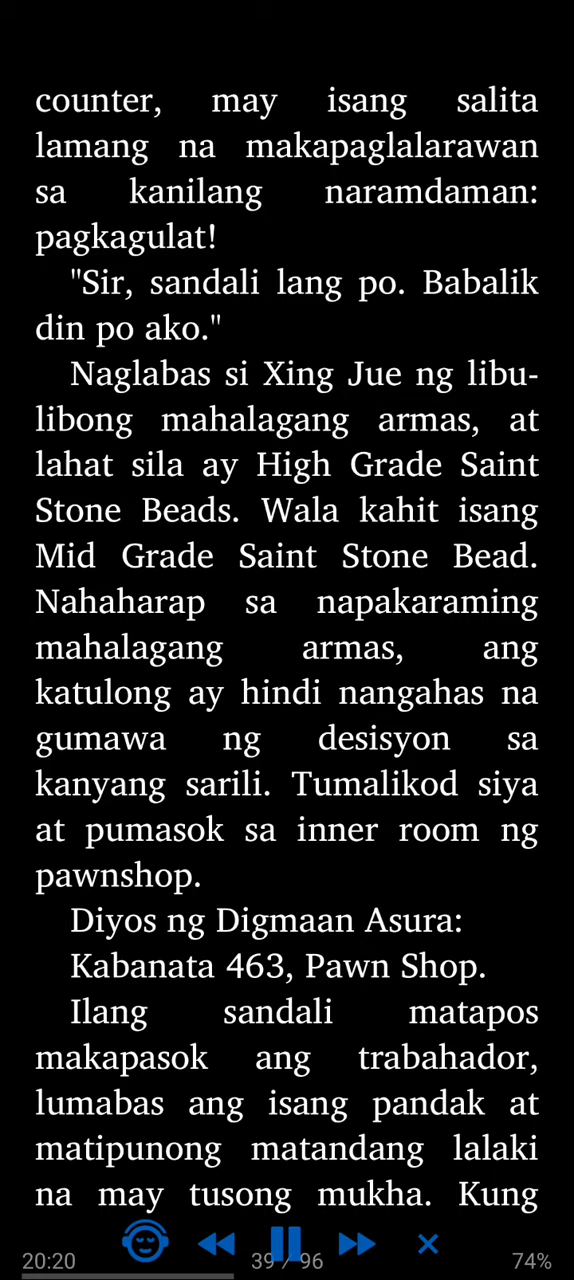 counter, may isang salita
lamang na makapaglalarawan
sa kanilang naramdaman:
pagkagulat!
"Sir, sandali lang po. Babalik
din po ako."
Naglabas si Xing Jue ng libu-
libong mahalagang armas, at
lahat sila ay High Grade Saint
Stone Beads. Wala kahit isang
Mid Grade Saint Stone Bead.
Nahaharap sa napakaraming
mahalagang armas, ang
katulong ay hindi nangahas na
gumawa ng desisyon sa
kanyang sarili. Tumalikod siya
at pumasok sa inner room ng
pawnshop.
Diyos ng Digmaan Asura:
Kabanata 463, Pawn Shop.
Ilang sandali matapos
makapasok ang trabahador,
lumabas ang isang pandak at
matipunong matandang lalaki
na may tusong mukha. Kung
20:20 39 / 96 74%